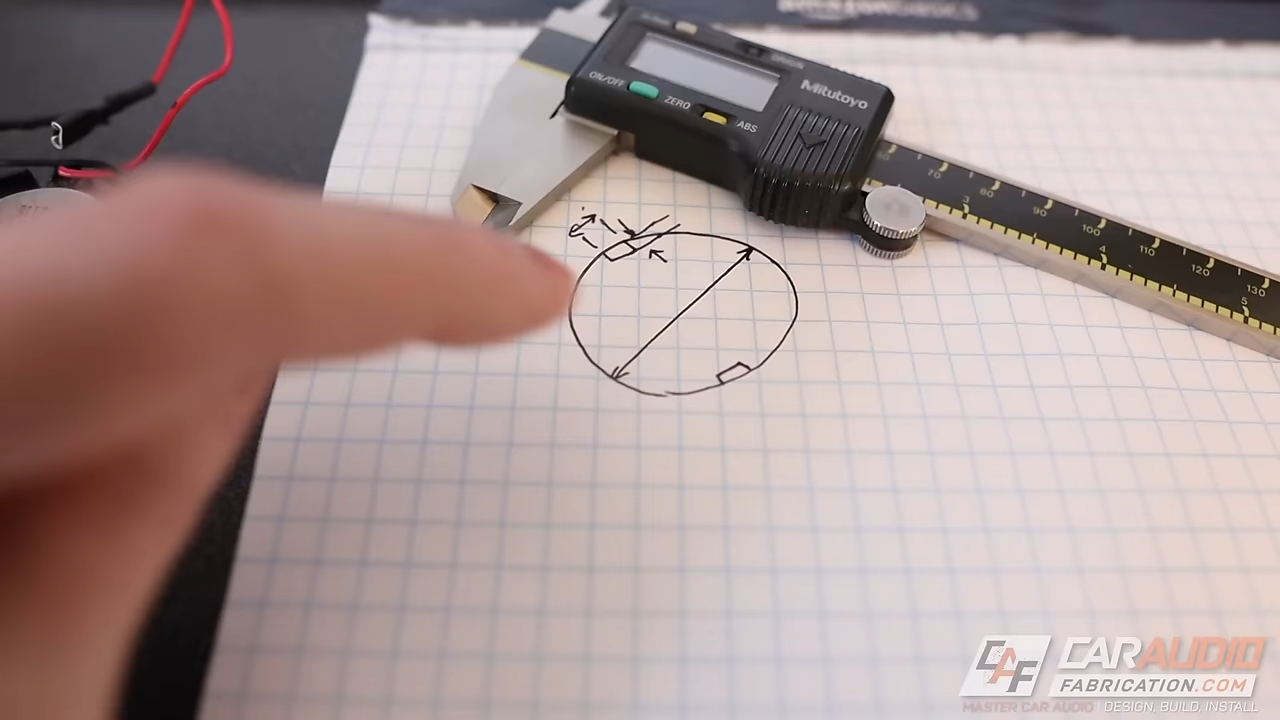 ON/OFF
ZERO
ABS
Mitutoyo
70
80
90
100
110
120
130
3
4
5
CAF
CARAUDIO
FABRICATION.COM
MASTER CAR AUDIO DESIGN, BUILD, INSTALL